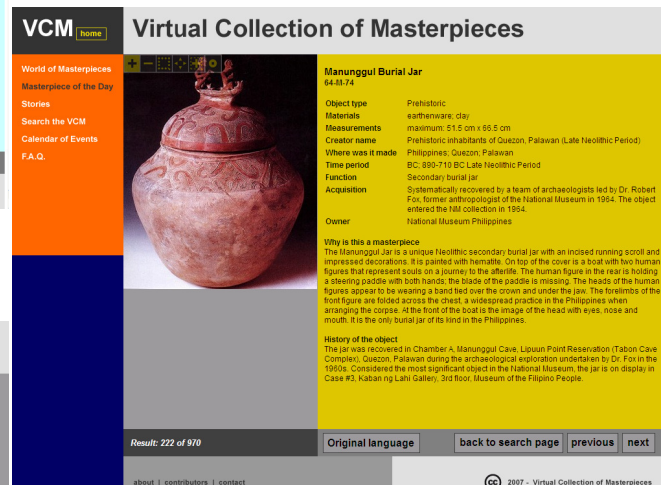 VCM home
Virtual Collection of Masterpieces
World of Masterpieces
Masterpiece of the Day
Stories
Search the VCM
Calendar of Events
F.A.Q.
Manunggul Burial Jar
64-M-74
Object type Prehistoric
Materials earthenware; clay
Measurements maximum: 51.5 cm x 66.5 cm
Creator name Prehistoric inhabitants of Quezon, Palawan (Late Neolithic Period)
Where was it made Philippines; Quezon; Palawan
Time period BC; 890-710 BC Late Neolithic Period
Function Secondary burial jar
Acquisition Systematically recovered by a team of archaeologists led by Dr. Robert
Fox, former anthropologist of the National Museum in 1964. The object
entered the NM collection in 1964.
Owner National Museum Philippines
Why is this a masterpiece
The Manunggul Jar is a unique Neolithic secondary burial jar with an incised running scroll and
impressed decorations. It is painted with hematite. On top of the cover is a boat with two human
figures that represent souls on a journey to the afterlife. The human figure in the rear is holding
a steering paddle with both hands; the blade of the paddle is missing. The heads of the human
figures appear to be wearing a band tied over the crown and under the jaw. The forelimbs of the
front figure are folded across the chest, a widespread practice in the Philippines when
arranging the corpse. At the front of the boat is the image of the head with eyes, nose and
mouth. It is the only burial jar of its kind in the Philippines.
History of the object
The jar was recovered in Chamber A, Manunggul Cave, Lipuun Point Reservation (Tabon Cave
Complex), Quezon, Palawan during the archaeological exploration undertaken by Dr. Fox in the
1960s. Considered the most significant object in the National Museum, the jar is on display in
Case #3, Kaban ng Lahi Gallery, 3rd floor, Museum of the Filipino People.
Result: 222 of 970
Original language
back to search page
previous
next
about | contributors | contact
cc 2007 - Virtual Collection of Masterpieces